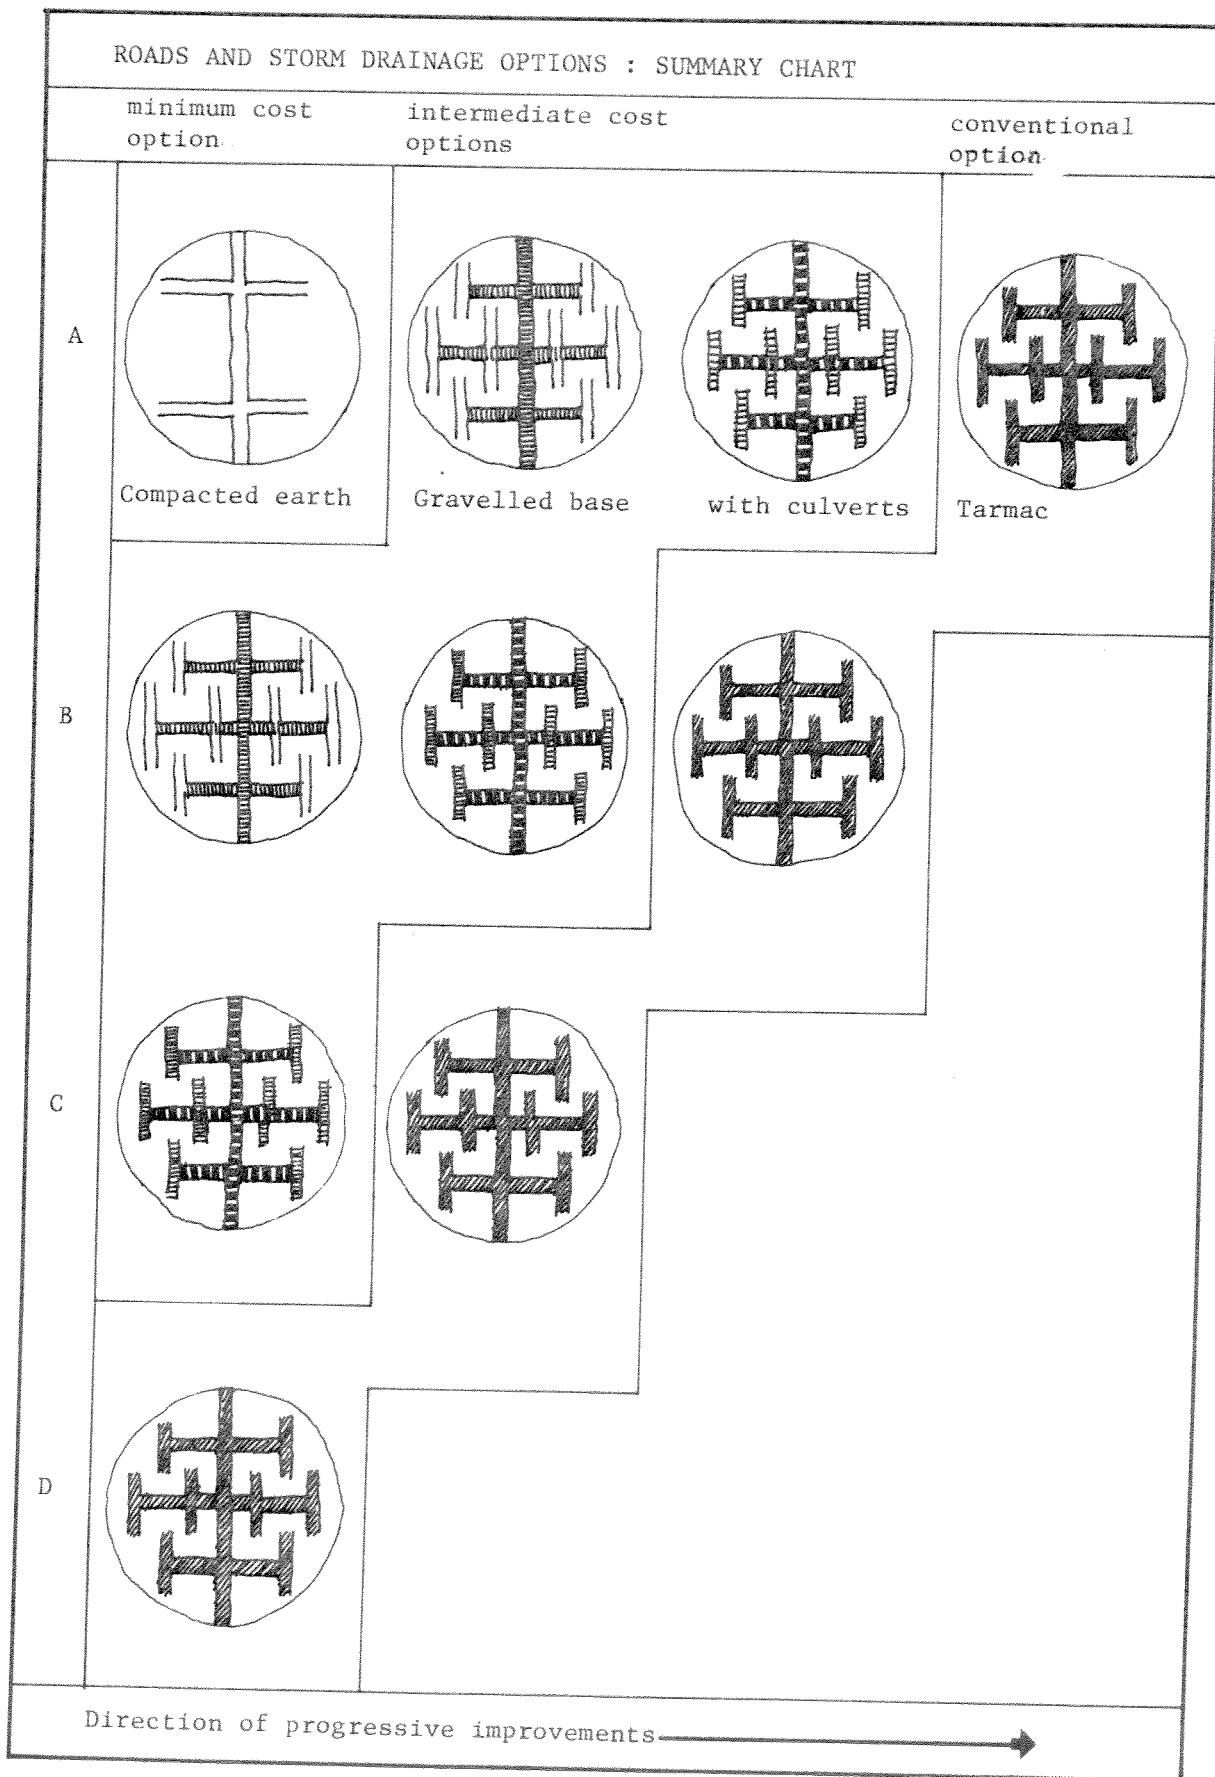 ROADS AND STORM DRAINAGE OPTIONS : SUMMARY CHART
minimum cost
option
intermediate cost
options
conventional
option
A
Compacted earth
Gravelled base
with culverts
Tarmac
B
C
D
Direction of progressive improvements